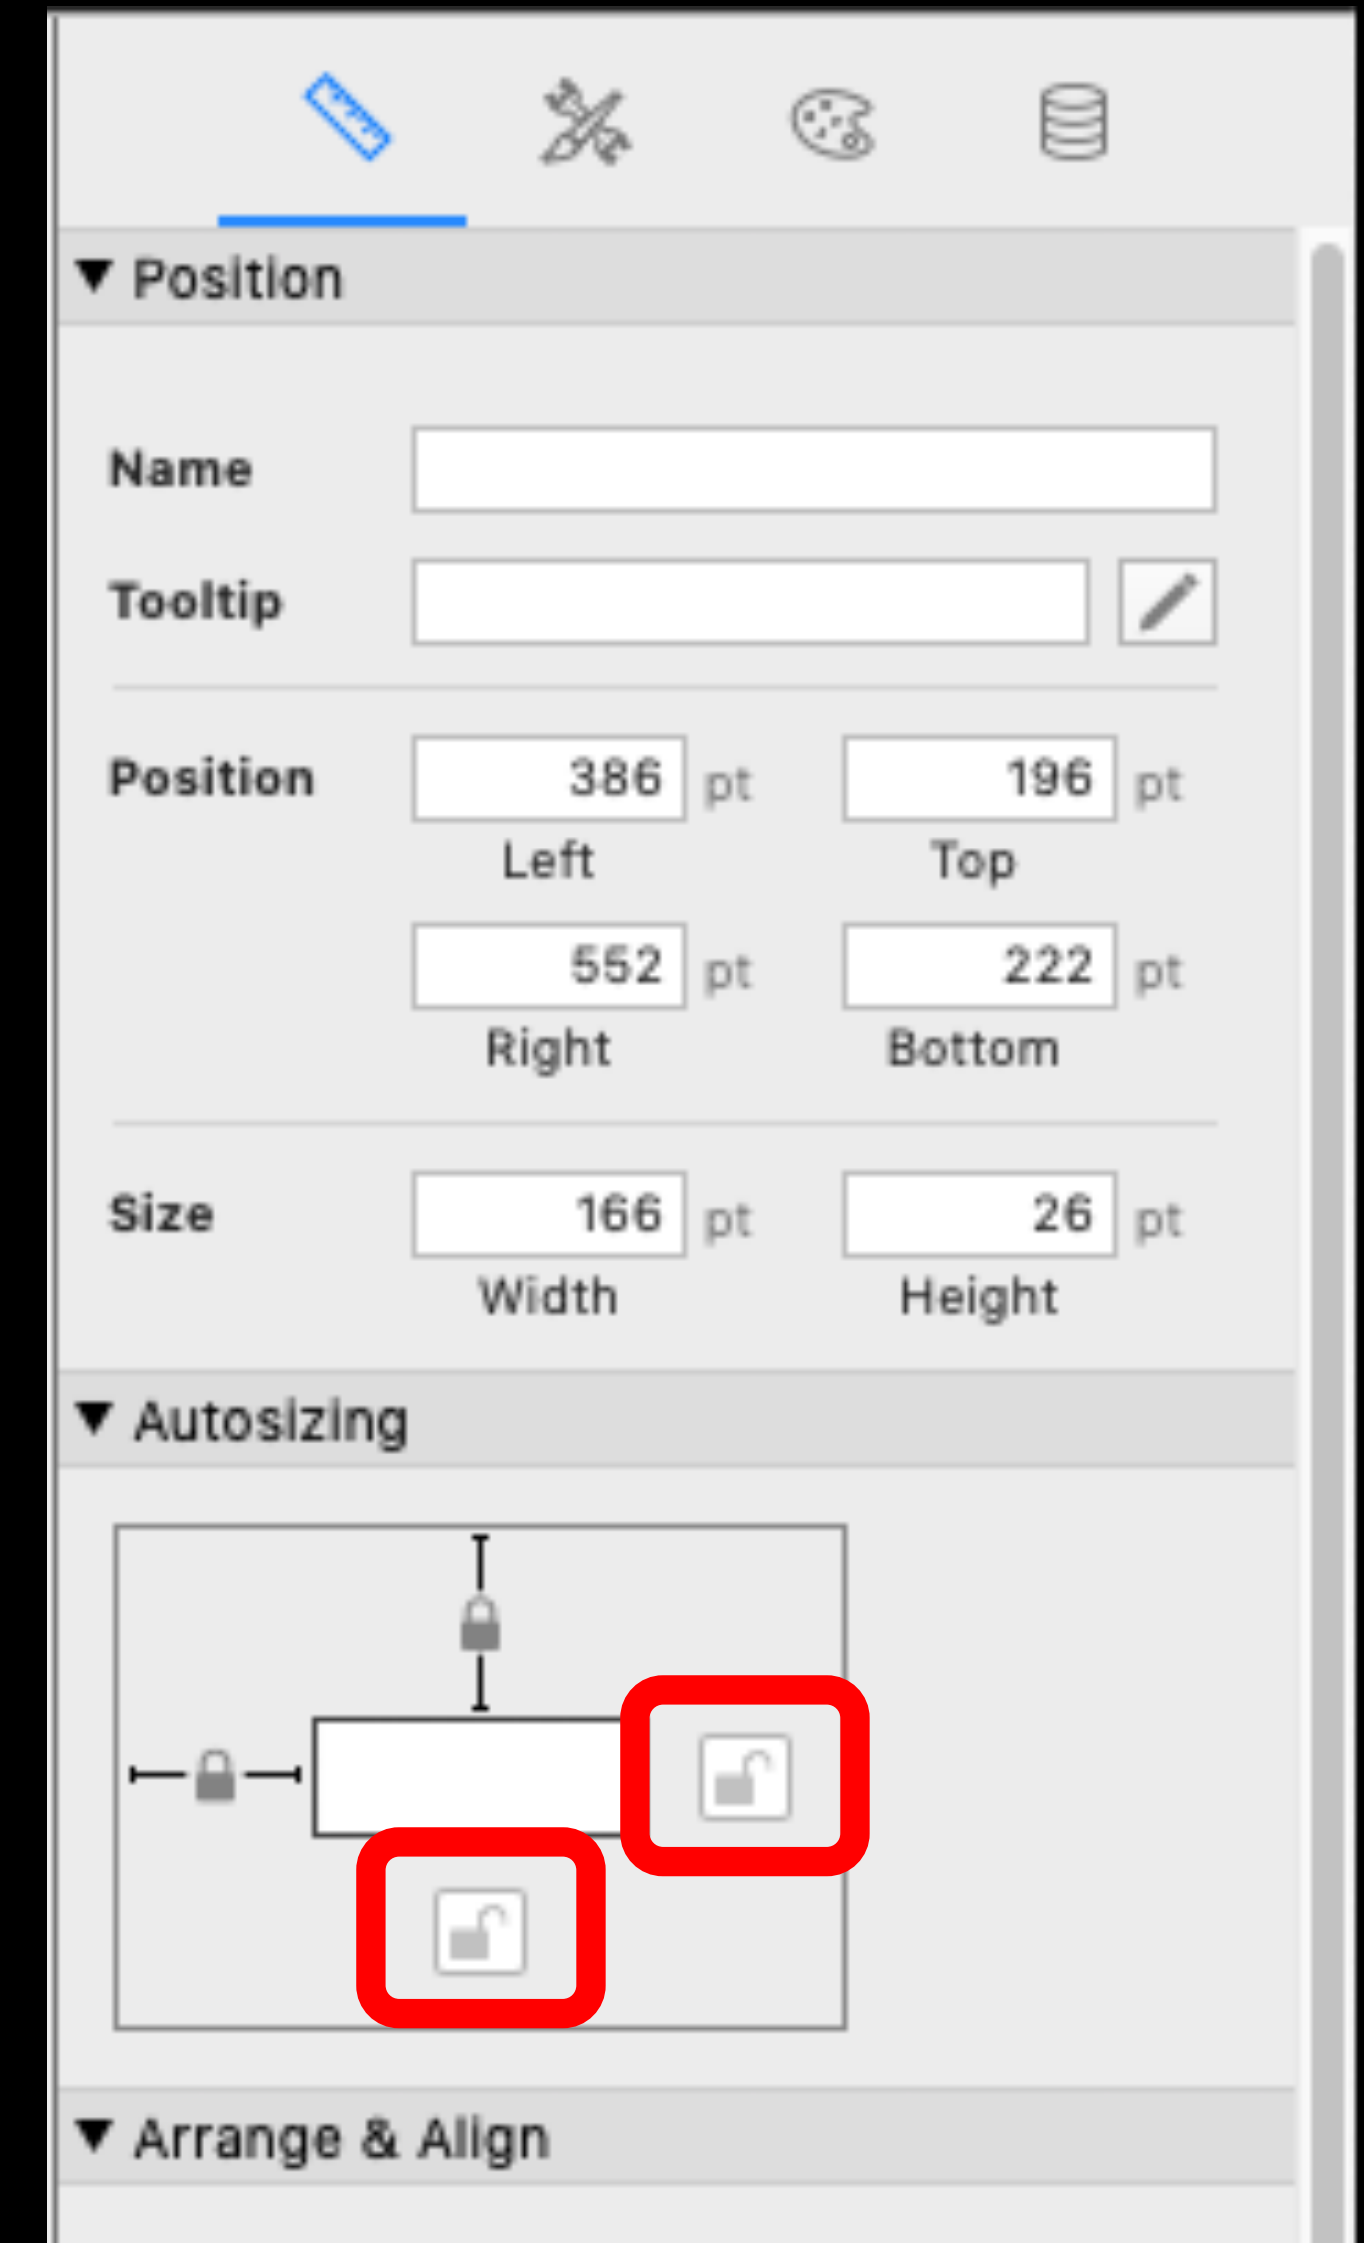 Position
Name
Tooltip
Position 386 pt 196 pt
Left Top
552 pt 222 pt
Right Bottom
Size 166 pt 26 pt
Width Height
Autosizing
Arrange & Align